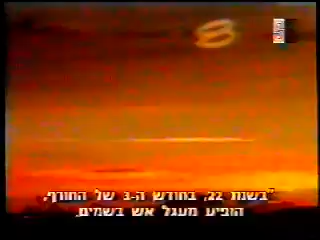 "בשנת 22, בחודש ה-3 של החורף,
הופיע מעגל אש בשמים,